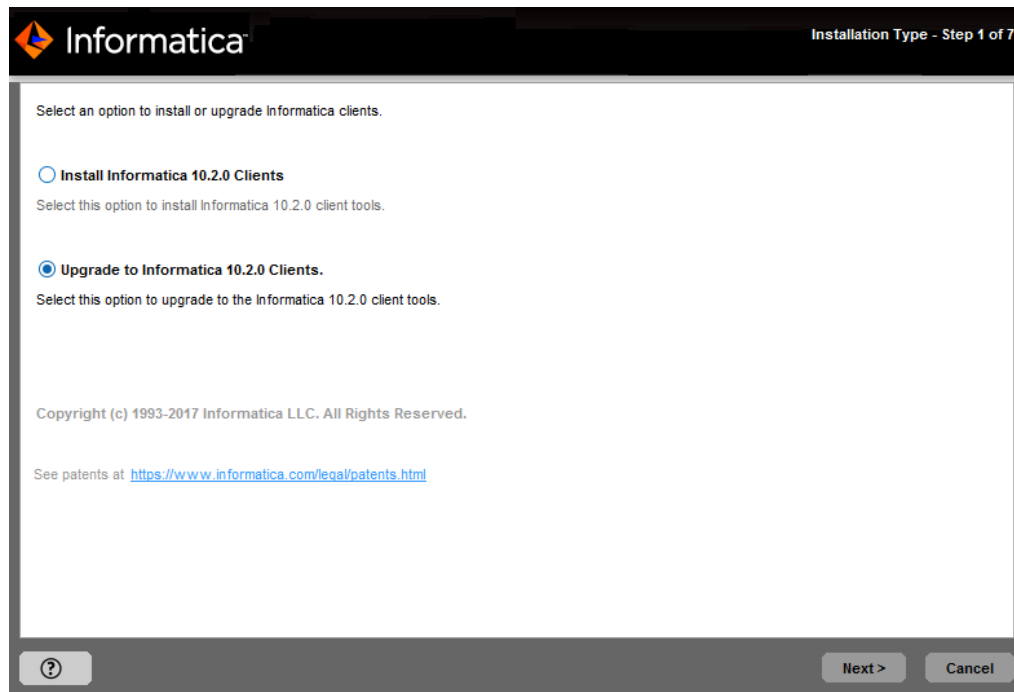 Informatica
Installation Type - Step 1 of 7
Select an option to install or upgrade Informatica clients.
Install Informatica 10.2.0 Clients
Select this option to install Informatica 10.2.0 client tools.
Upgrade to Informatica 10.2.0 Clients.
Select this option to upgrade to the Informatica 10.2.0 client tools.
Copyright (c) 1993-2017 Informatica LLC. All Rights Reserved.
See patents at https://www.informatica.com/legal/patents.html
?
Next >
Cancel